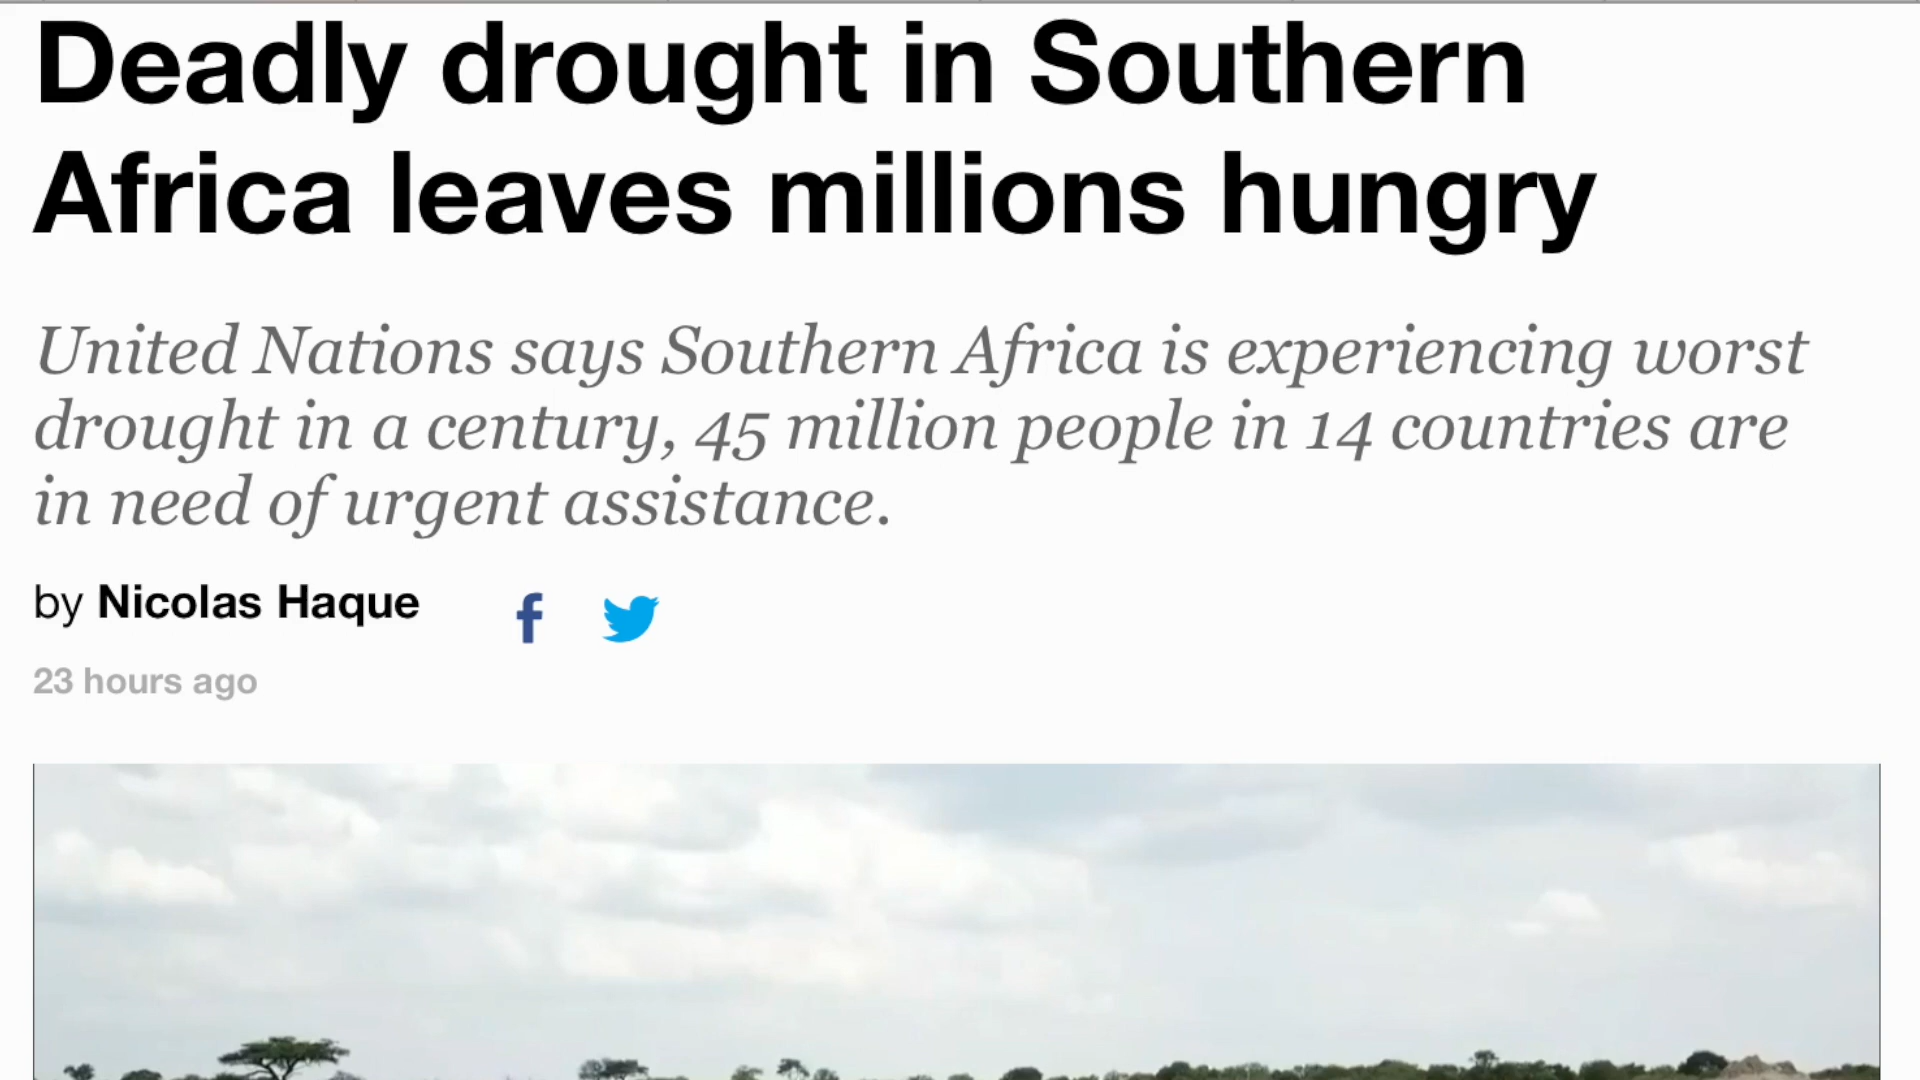 Deadly drought in Southern
Africa leaves millions hungry
United Nations says Southern Africa is experiencing worst
drought in a century, 45 million people in 14 countries are
in need of urgent assistance.
by Nicolas Haque
23 hours ago